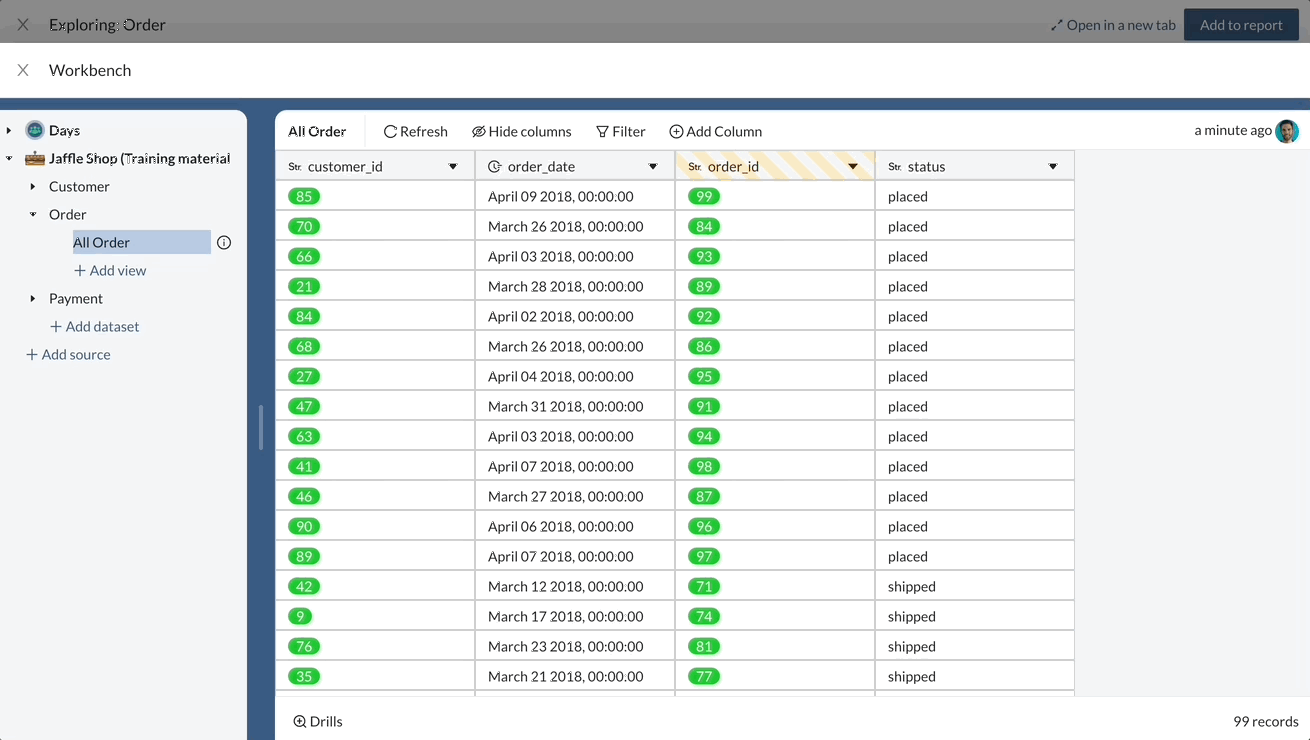 Exploring: Order
Open in a new tab
Add to report
Workbench
Days
Jaffle Shop (Training material
Customer
Order
All Order
Add view
Payment
Add dataset
Add source
All Order Refresh Hide columns Filter Add Column a minute ago
Str. customer_id order_date Str. order_id Str. status
85 April 09 2018, 00:00:00 99 placed
70 March 26 2018, 00:00:00 84 placed
66 April 03 2018, 00:00:00 93 placed
21 March 28 2018, 00:00:00 89 placed
84 April 02 2018, 00:00:00 92 placed
68 March 26 2018, 00:00:00 86 placed
27 April 04 2018, 00:00:00 95 placed
47 March 31 2018, 00:00:00 91 placed
63 April 03 2018, 00:00:00 94 placed
41 April 07 2018, 00:00:00 98 placed
46 March 27 2018, 00:00:00 87 placed
90 April 06 2018, 00:00:00 96 placed
89 April 07 2018, 00:00:00 97 placed
42 March 12 2018, 00:00:00 71 shipped
9 March 17 2018, 00:00:00 74 shipped
76 March 23 2018, 00:00:00 81 shipped
35 March 21 2018, 00:00:00 77 shipped
Drills
99 records